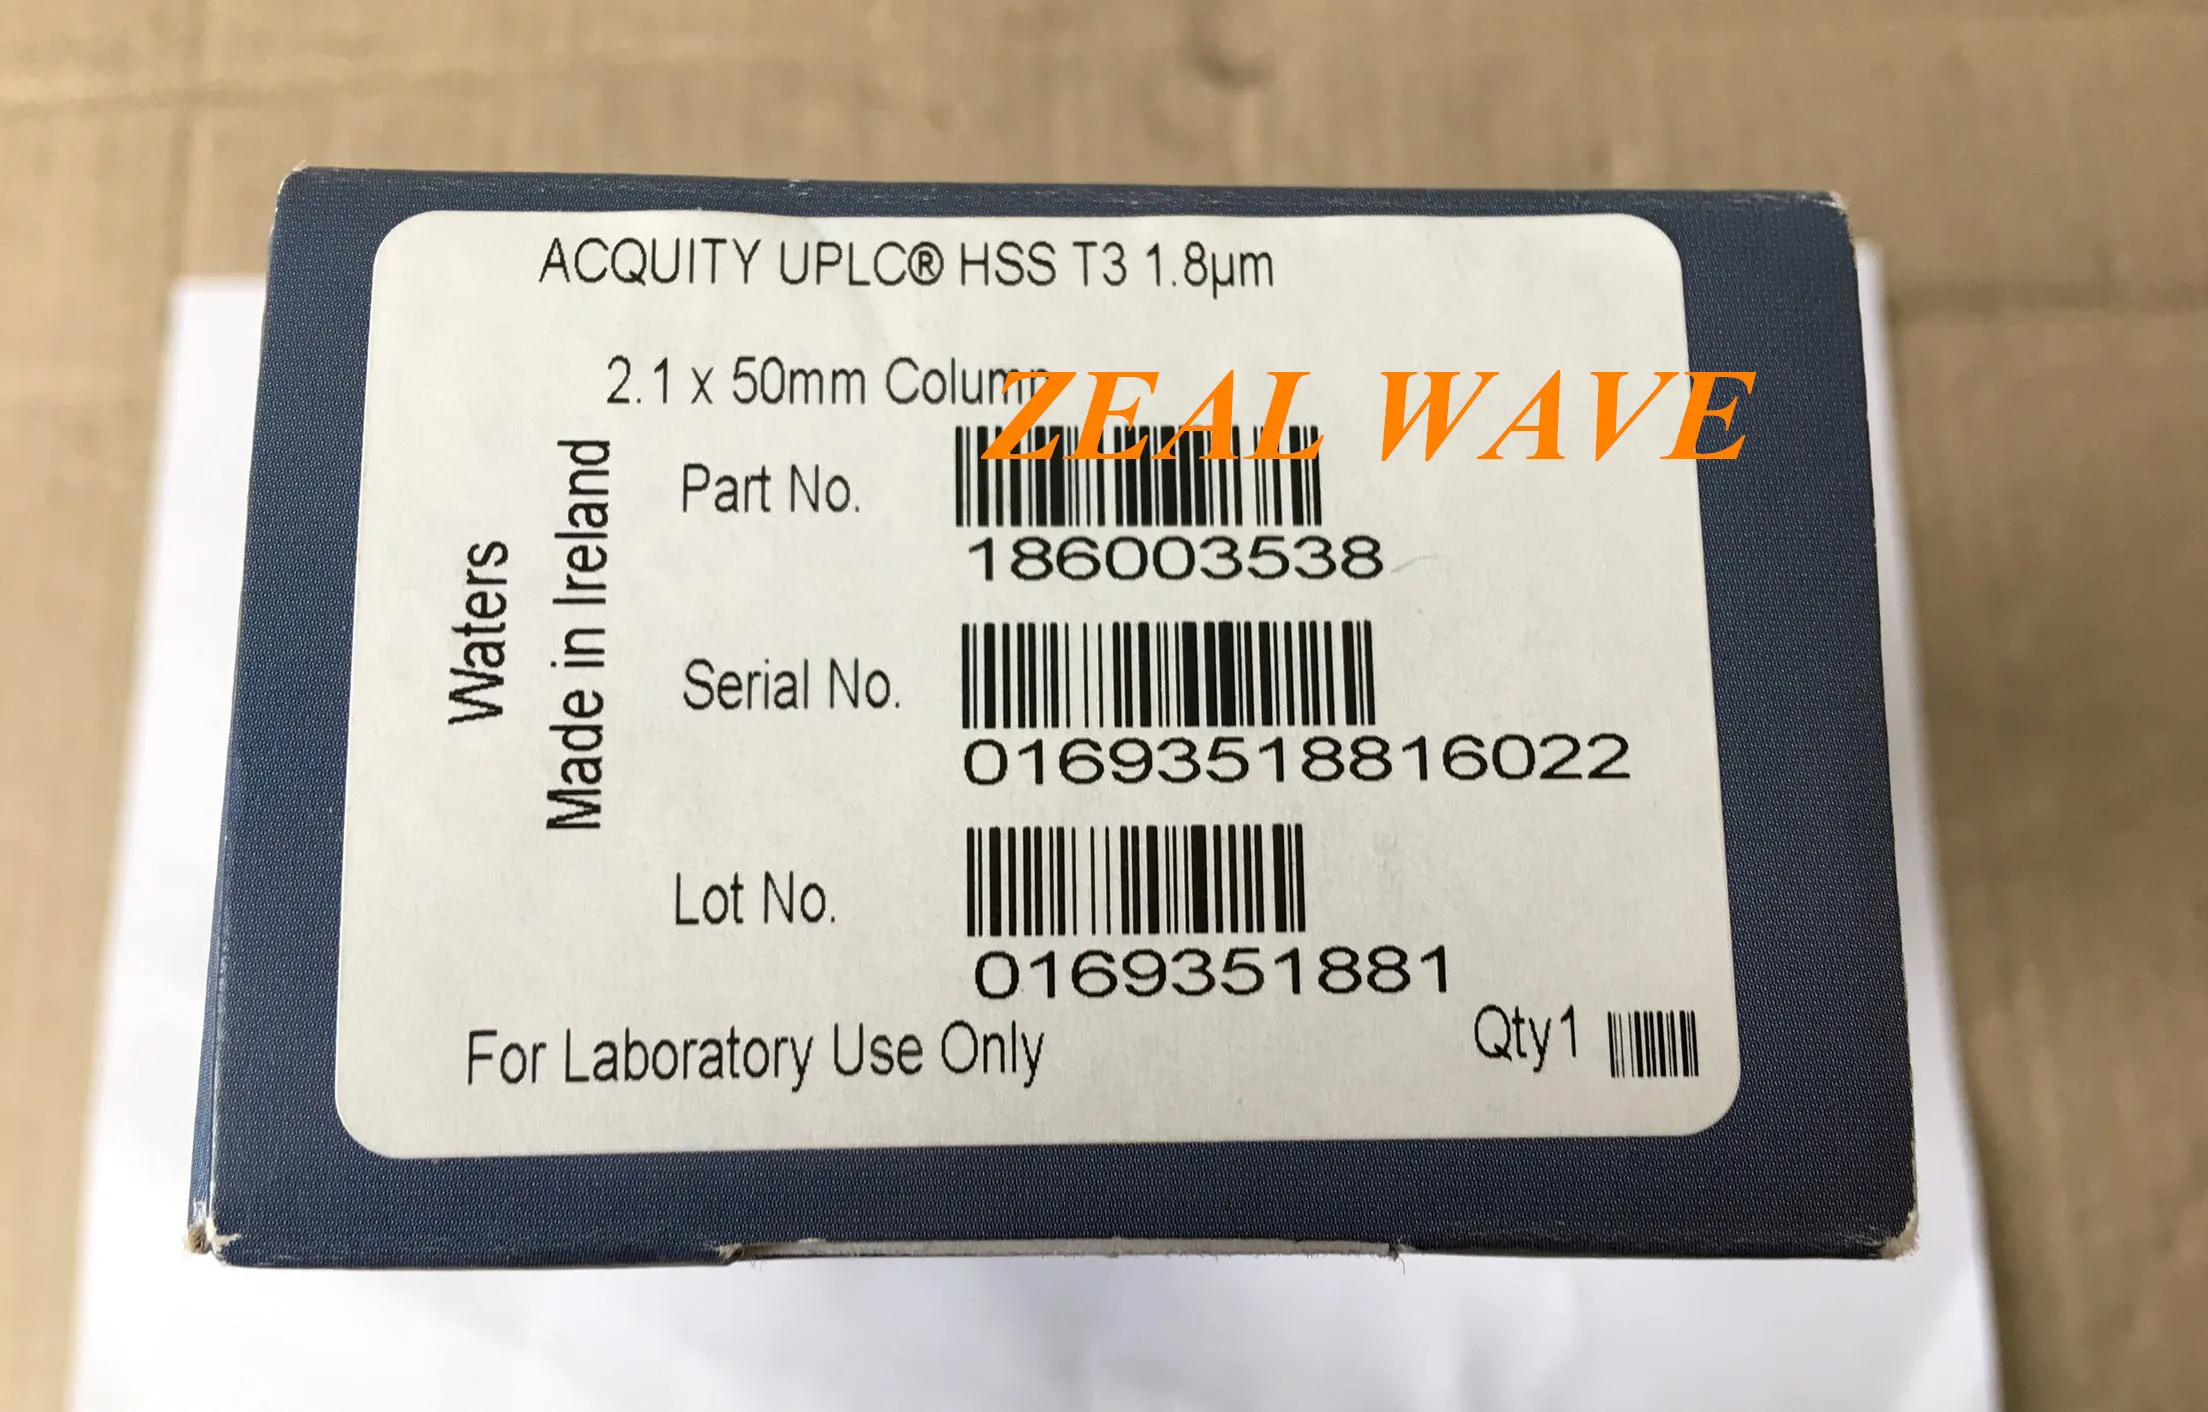 ACQUITY UPLC® HSS T3 1.8µm
2.1 x 50mm Column
ZEAL WAVE
Waters
Made in Ireland
Part No.
186003538
Serial No.
01693518816022
Lot No.
0169351881
For Laboratory Use Only
Qty1